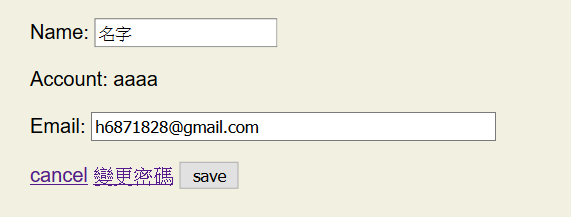 Name: 名字
Account: aaaa
Email: h6871828@gmail.com
cancel 變更密碼 save